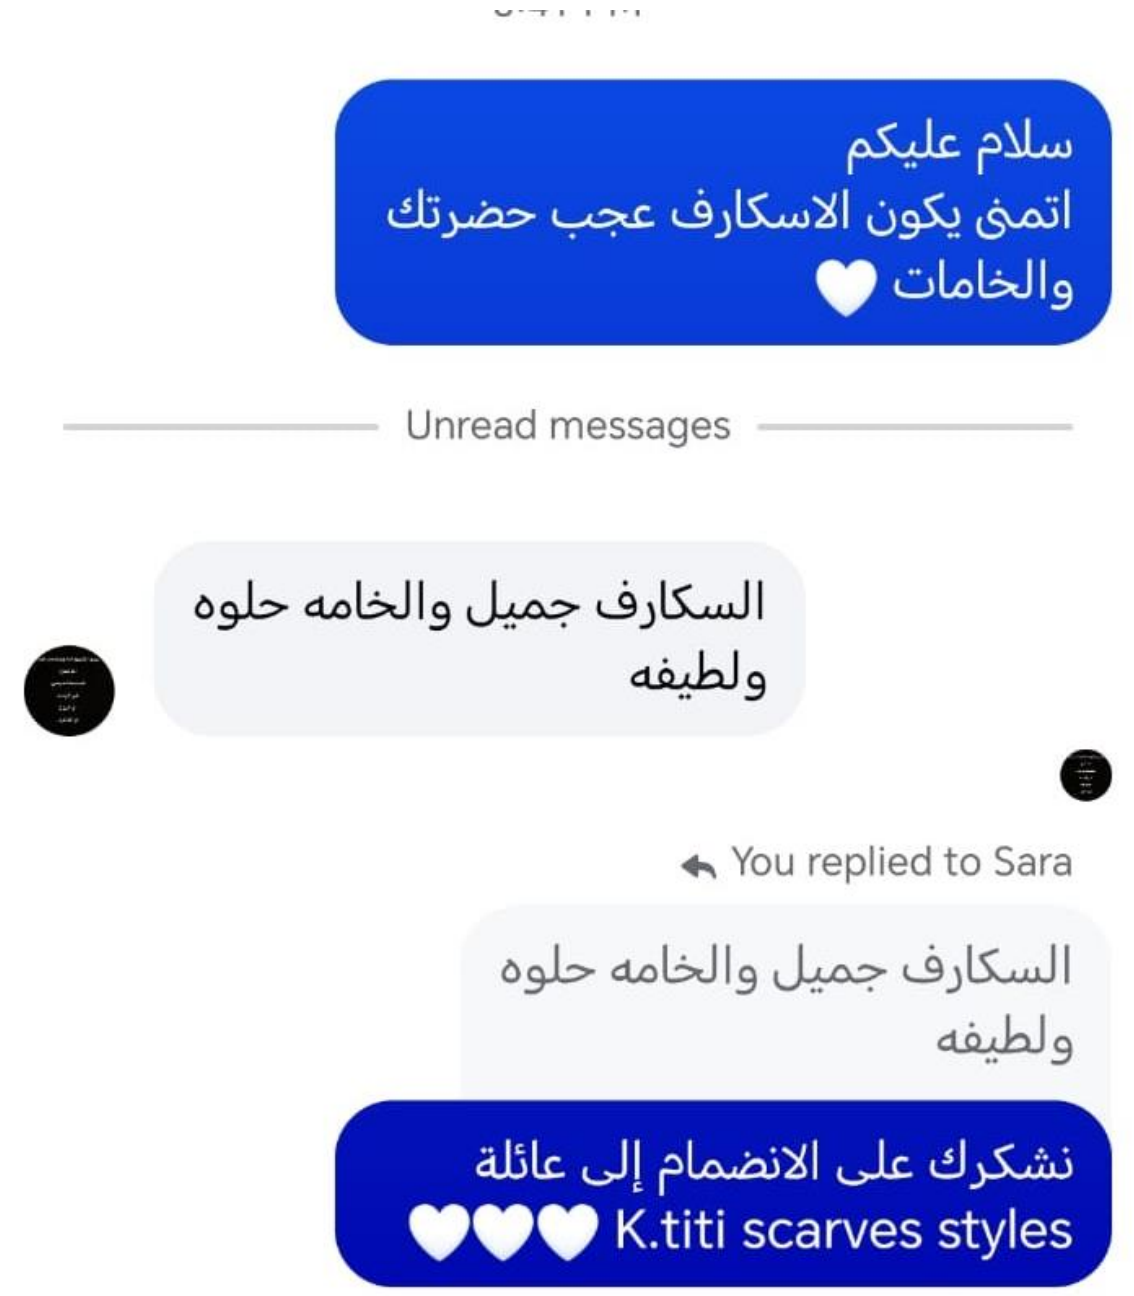 سلام عليكم
اتمنى يكون الاسكارف عجب حضرتك
والخامات 🤍
Unread messages
السكارف جميل والخامه حلوه
ولطيفه
You replied to Sara
السكارف جميل والخامه حلوه
ولطيفه
نشكرك على الانضمام إلى عائلة
K.titi scarves styles 🤍🤍🤍